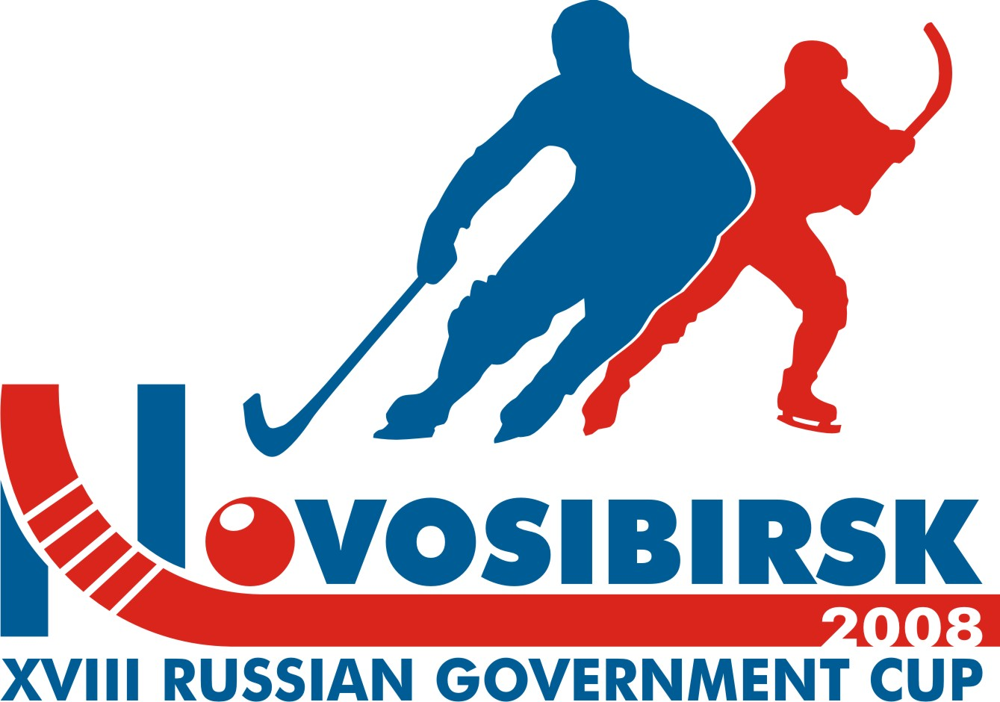 NOVOSIBIRSK
2008
XVIII RUSSIAN GOVERNMENT CUP